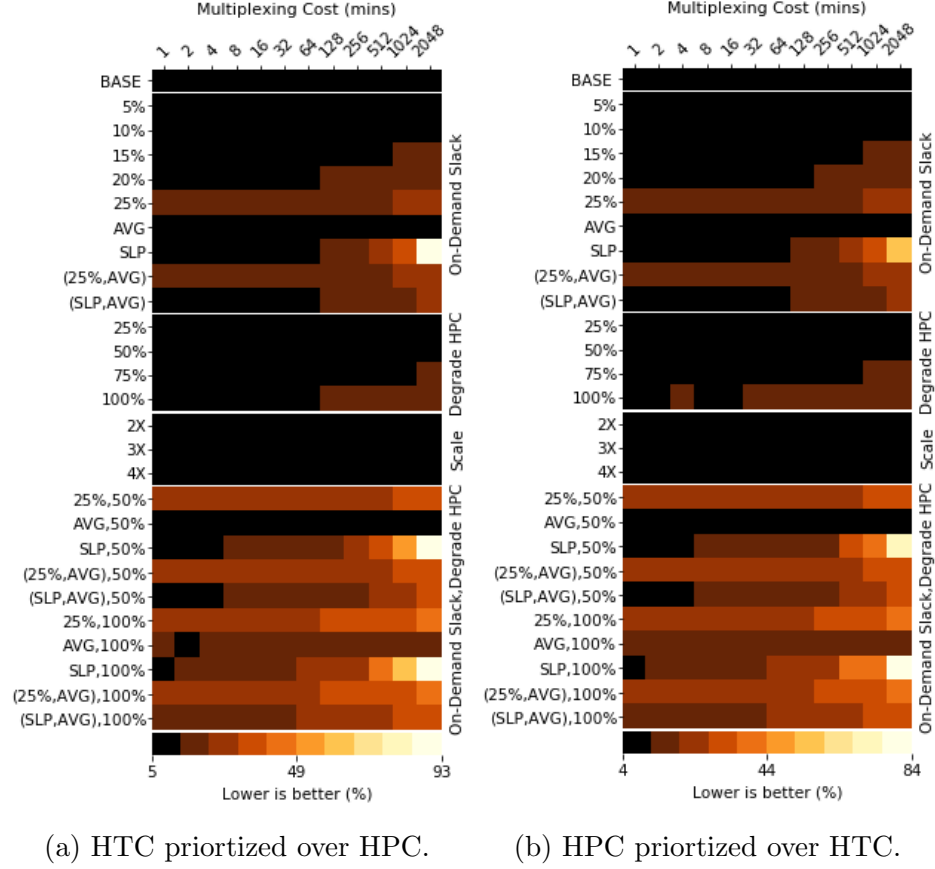 Multiplexing Cost (mins)
1 2 4 8 16 32 64 128 256 512 1024 2048
BASE
5%
10%
15%
20%
25%
AVG
SLP
(25%,AVG)
(SLP,AVG)
On-Demand Slack
25%
50%
75%
100%
Degrade HPC
2X
3X
4X
Scale
25%,50%
AVG,50%
SLP,50%
(25%,AVG),50%
(SLP,AVG),50%
25%,100%
AVG,100%
SLP,100%
(25%,AVG),100%
(SLP,AVG),100%
On-Demand Slack,Degrade HPC
5 49 93
Lower is better (%)
(a) HTC priortized over HPC.
Multiplexing Cost (mins)
1 2 4 8 16 32 64 128 256 512 1024 2048
BASE
5%
10%
15%
20%
25%
AVG
SLP
(25%,AVG)
(SLP,AVG)
On-Demand Slack
25%
50%
75%
100%
Degrade HPC
2X
3X
4X
Scale
25%,50%
AVG,50%
SLP,50%
(25%,AVG),50%
(SLP,AVG),50%
25%,100%
AVG,100%
SLP,100%
(25%,AVG),100%
(SLP,AVG),100%
On-Demand Slack,Degrade HPC
4 44 84
Lower is better (%)
(b) HPC priortized over HTC.